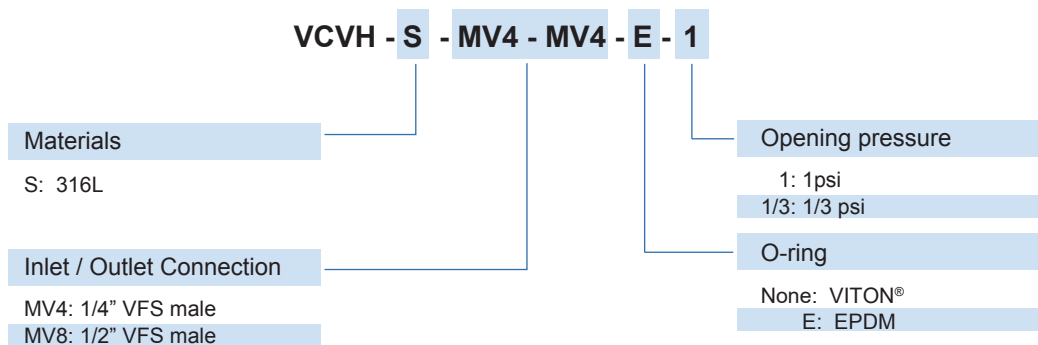 VCVH - S - MV4 - MV4 - E - 1
Materials
S: 316L
Inlet / Outlet Connection
MV4: 1/4” VFS male
MV8: 1/2” VFS male
Opening pressure
1: 1psi
1/3: 1/3 psi
O-ring
None: VITON®
E: EPDM